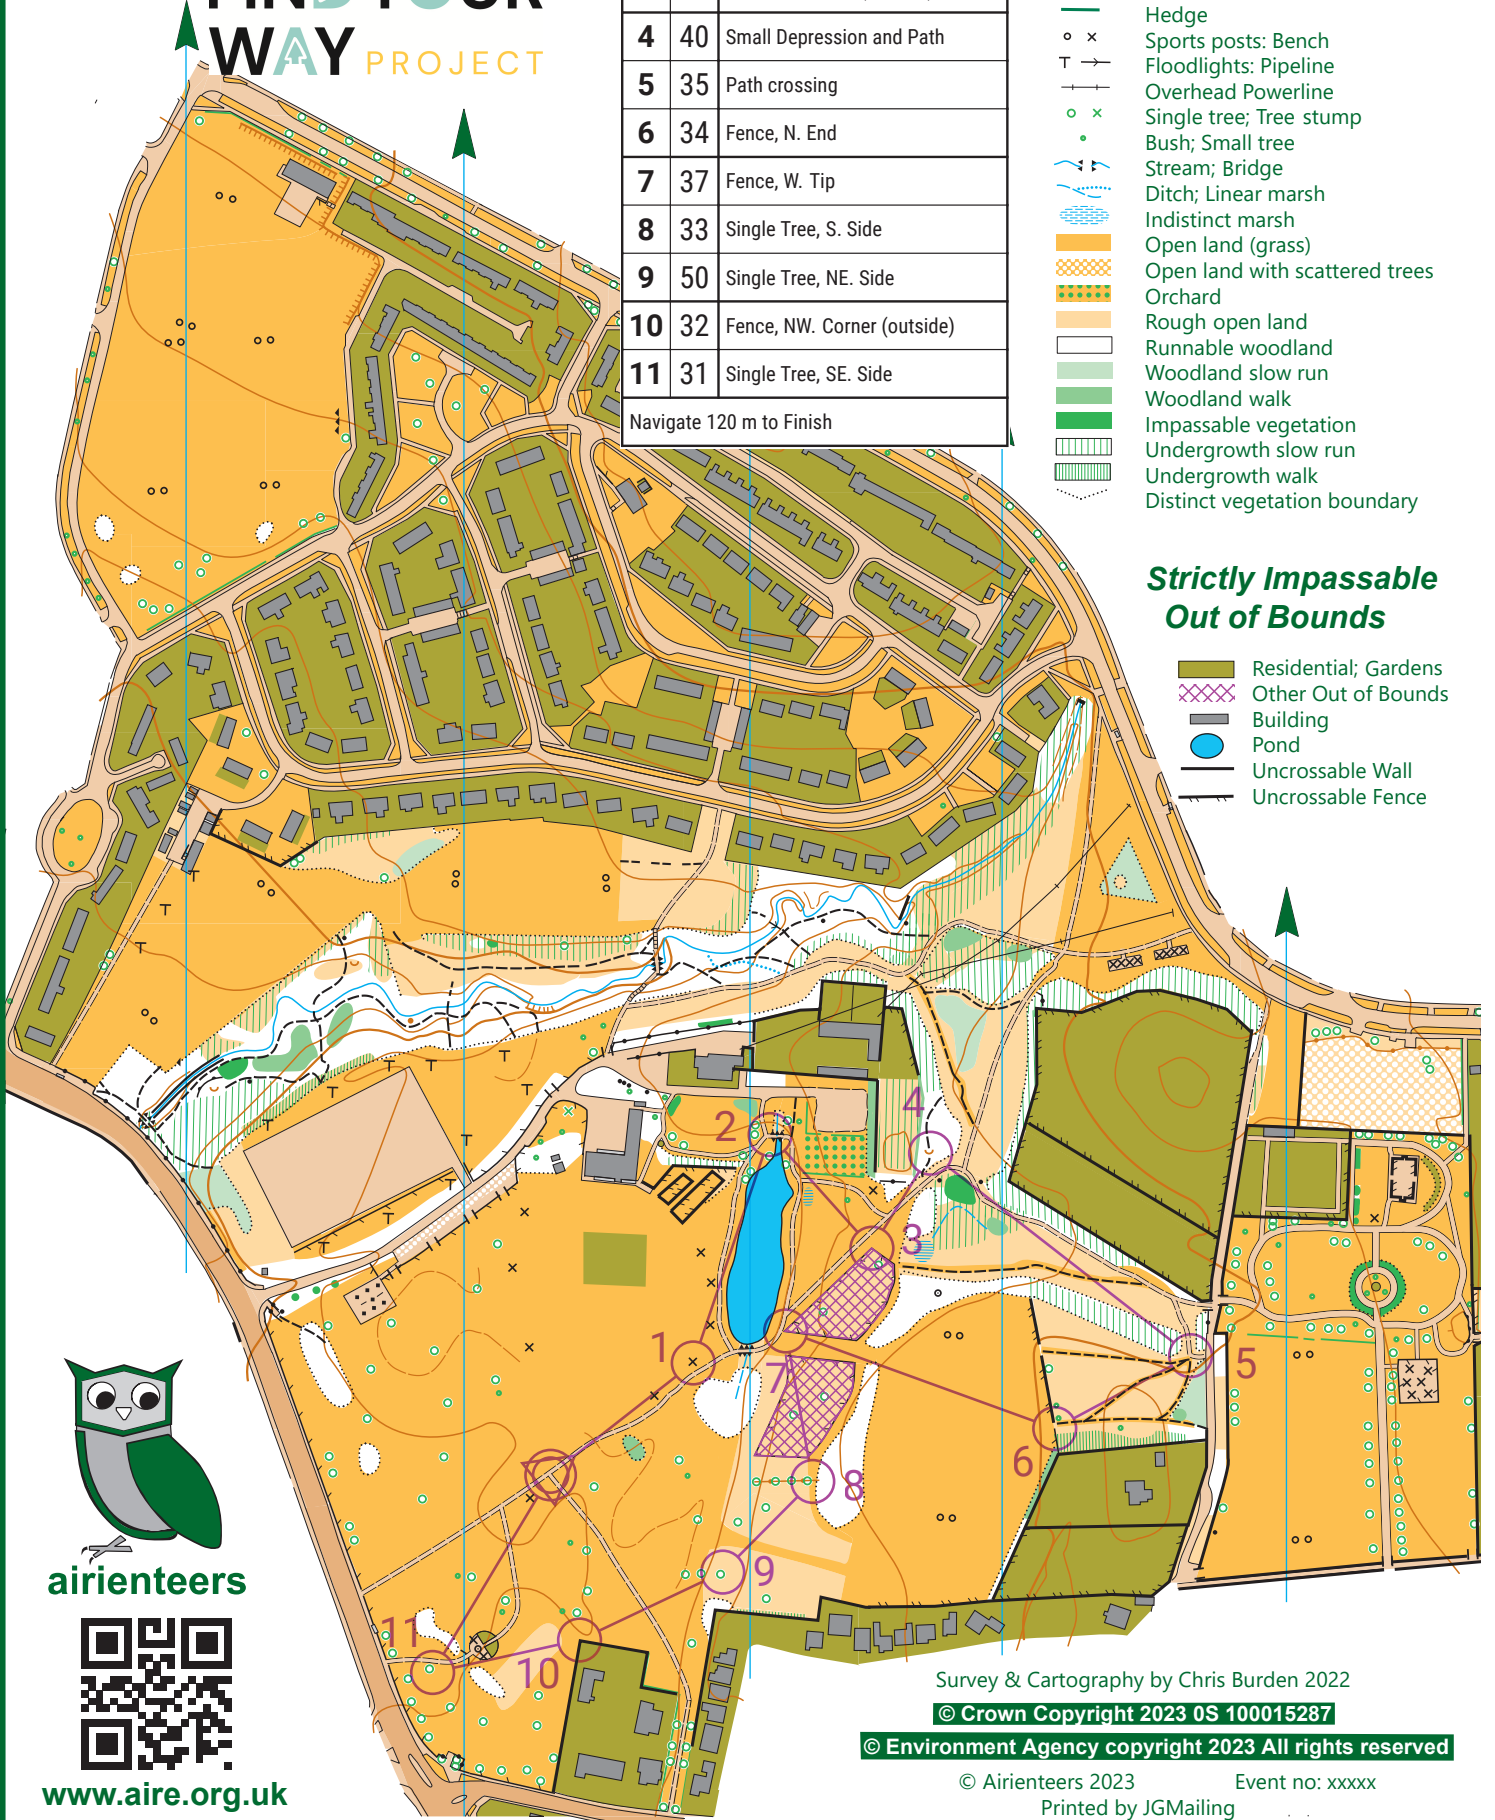 WAY PROJECT
4 40 Small Depression and Path
5 35 Path crossing
6 34 Fence, N. End
7 37 Fence, W. Tip
8 33 Single Tree, S. Side
9 50 Single Tree, NE. Side
10 32 Fence, NW. Corner (outside)
11 31 Single Tree, SE. Side
Navigate 120 m to Finish
Hedge
Sports posts: Bench
Floodlights: Pipeline
Overhead Powerline
Single tree; Tree stump
Bush; Small tree
Stream; Bridge
Ditch; Linear marsh
Indistinct marsh
Open land (grass)
Open land with scattered trees
Orchard
Rough open land
Runnable woodland
Woodland slow run
Woodland walk
Impassable vegetation
Undergrowth slow run
Undergrowth walk
Distinct vegetation boundary
Strictly Impassable
Out of Bounds
Residential; Gardens
Other Out of Bounds
Building
Pond
Uncrossable Wall
Uncrossable Fence
4
2
3
1
7
5
6
8
9
11
10
airienteers
www.aire.org.uk
Survey & Cartography by Chris Burden 2022
© Crown Copyright 2023 0S 100015287
© Environment Agency copyright 2023 All rights reserved
© Airienteers 2023 Event no: xxxxx
Printed by JGMailing